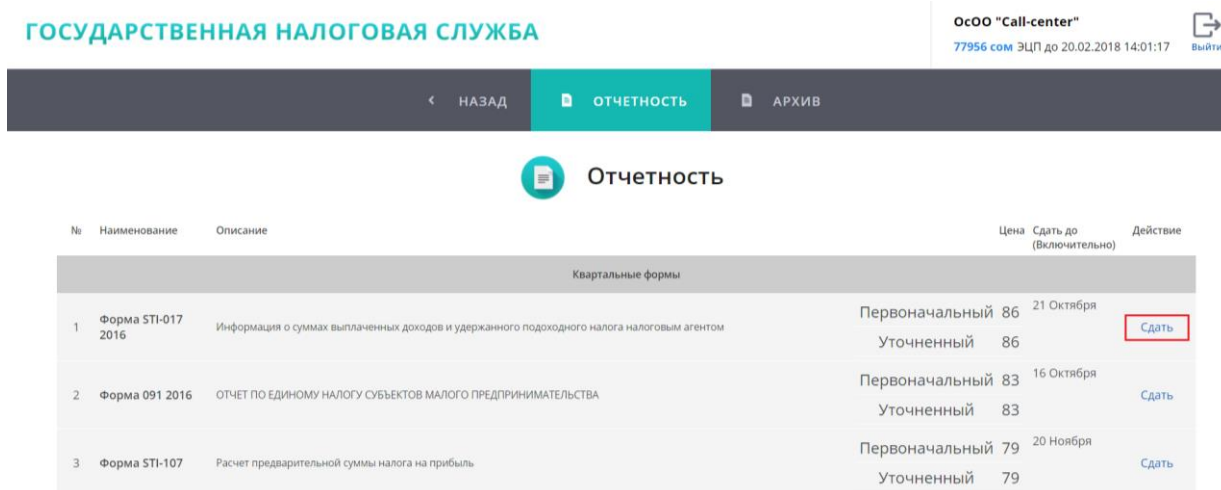 ГОСУДАРСТВЕННАЯ НАЛОГОВАЯ СЛУЖБА
ОсОО "Call-center"
77956 сом ЭЦП до 20.02.2018 14:01:17
Выйти
НАЗАД
ОТЧЕТНОСТЬ
АРХИВ
Отчетность
№ Наименование Описание Цена Сдать до (Включительно) Действие
Квартальные формы
1 Форма STI-017 2016 Информация о суммах выплаченных доходов и удержанного подоходного налога налоговым агентом Первоначальный 86 21 Октября Сдать
Уточненный 86
2 Форма 091 2016 ОТЧЕТ ПО ЕДИНОМУ НАЛОГУ СУБЪЕКТОВ МАЛОГО ПРЕДПРИНИМАТЕЛЬСТВА Первоначальный 83 16 Октября Сдать
Уточненный 83
3 Форма STI-107 Расчет предварительной суммы налога на прибыль Первоначальный 79 20 Ноября Сдать
Уточненный 79